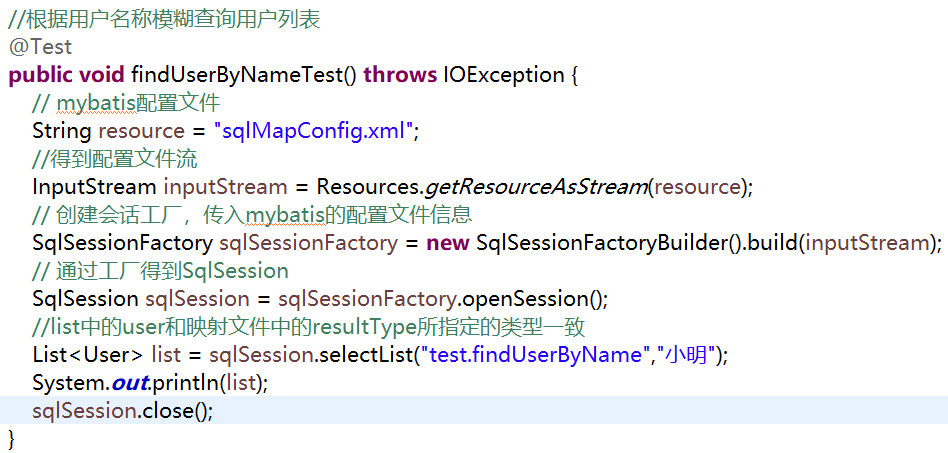 //根据用户名称模糊查询用户列表
@Test
public void findUserByNameTest() throws IOException {
// mybatis配置文件
String resource = "sqlMapConfig.xml";
//得到配置文件流
InputStream inputStream = Resources.getResourceAsStream(resource);
// 创建会话工厂，传入mybatis的配置文件信息
SqlSessionFactory sqlSessionFactory = new SqlSessionFactoryBuilder().build(inputStream);
// 通过工厂得到SqlSession
SqlSession sqlSession = sqlSessionFactory.openSession();
//list中的user和映射文件中的resultType所指定的类型一致
List<User> list = sqlSession.selectList("test.findUserByName","小明");
System.out.println(list);
sqlSession.close();
}